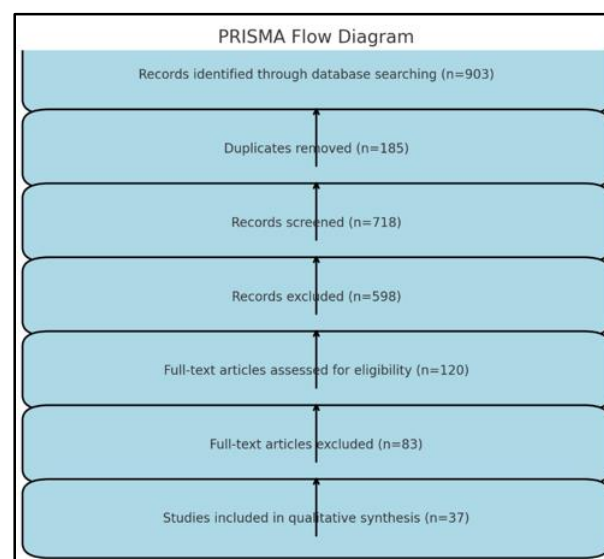 PRISMA Flow Diagram
Records identified through database searching (n=903)
Duplicates removed (n=185)
Records screened (n=718)
Records excluded (n=598)
Full-text articles assessed for eligibility (n=120)
Full-text articles excluded (n=83)
Studies included in qualitative synthesis (n=37)